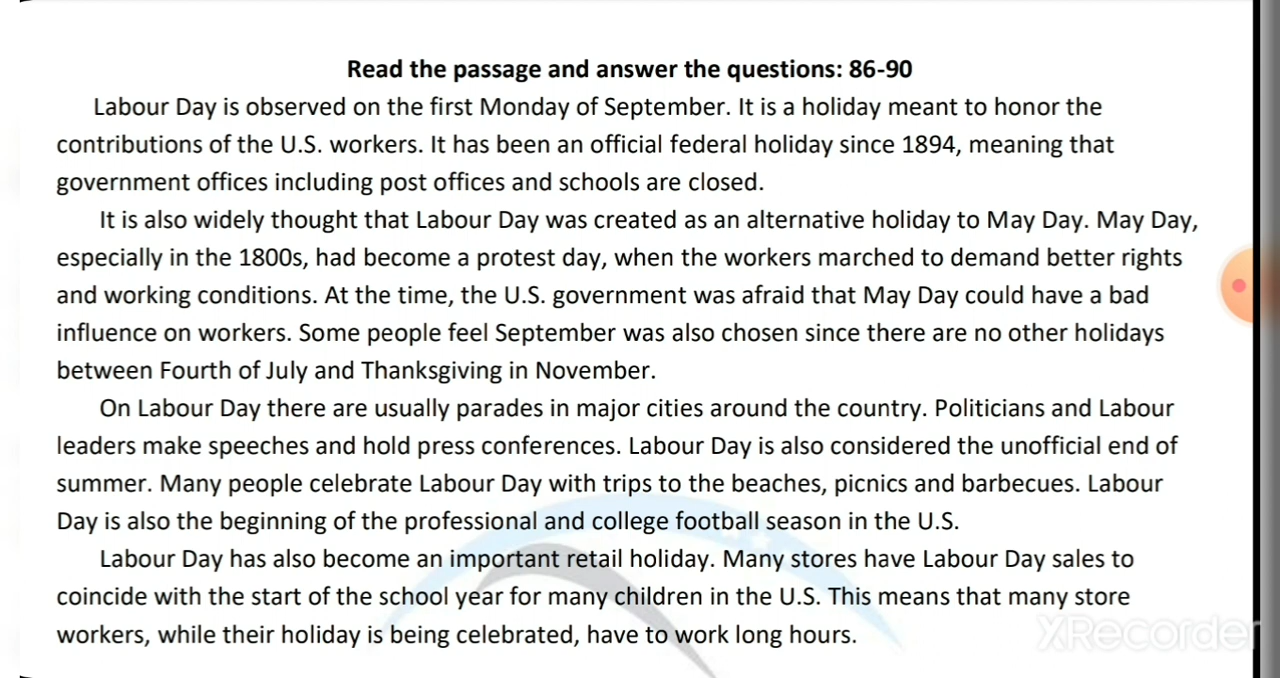 Read the passage and answer the questions: 86-90
Labour Day is observed on the first Monday of September. It is a holiday meant to honor the
contributions of the U.S. workers. It has been an official federal holiday since 1894, meaning that
government offices including post offices and schools are closed.
It is also widely thought that Labour Day was created as an alternative holiday to May Day. May Day,
especially in the 1800s, had become a protest day, when the workers marched to demand better rights
and working conditions. At the time, the U.S. government was afraid that May Day could have a bad
influence on workers. Some people feel September was also chosen since there are no other holidays
between Fourth of July and Thanksgiving in November.
On Labour Day there are usually parades in major cities around the country. Politicians and Labour
leaders make speeches and hold press conferences. Labour Day is also considered the unofficial end of
summer. Many people celebrate Labour Day with trips to the beaches, picnics and barbecues. Labour
Day is also the beginning of the professional and college football season in the U.S.
Labour Day has also become an important retail holiday. Many stores have Labour Day sales to
coincide with the start of the school year for many children in the U.S. This means that many store
workers, while their holiday is being celebrated, have to work long hours.
XRecorder